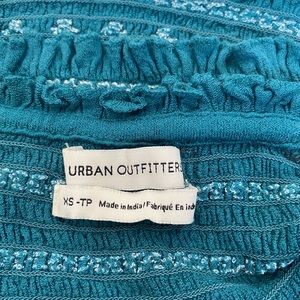 URBAN OUTFITTERS
XS-TP Made in India/Fabriqué En Inde